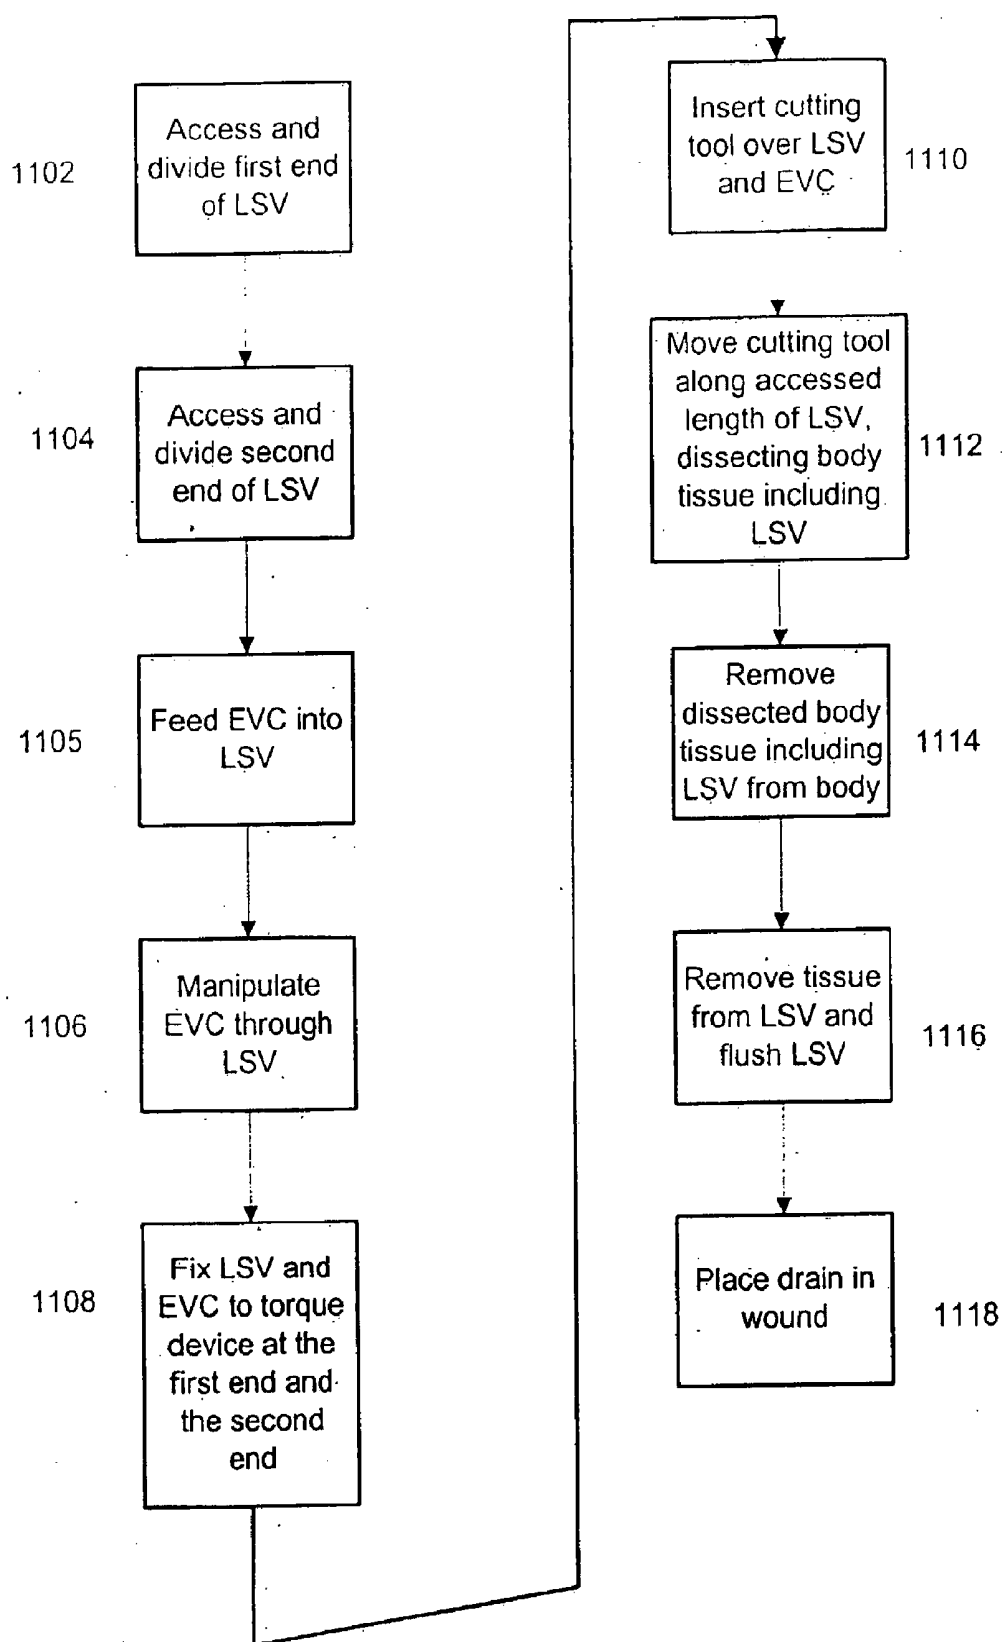 1102
Access and
divide first end
of LSV
1104
Access and
divide second
end of LSV
1105
Feed EVC into
LSV
1106
Manipulate
EVC through
LSV
1108
Fix LSV and
EVC to torque
device at the
first end and
the second
end
Insert cutting
tool over LSV
and EVC
1110
Move cutting tool
along accessed
length of LSV,
dissecting body
tissue including
LSV
1112
Remove
dissected body
tissue including
LSV from body
1114
Remove tissue
from LSV and
flush LSV
1116
Place drain in
wound
1118